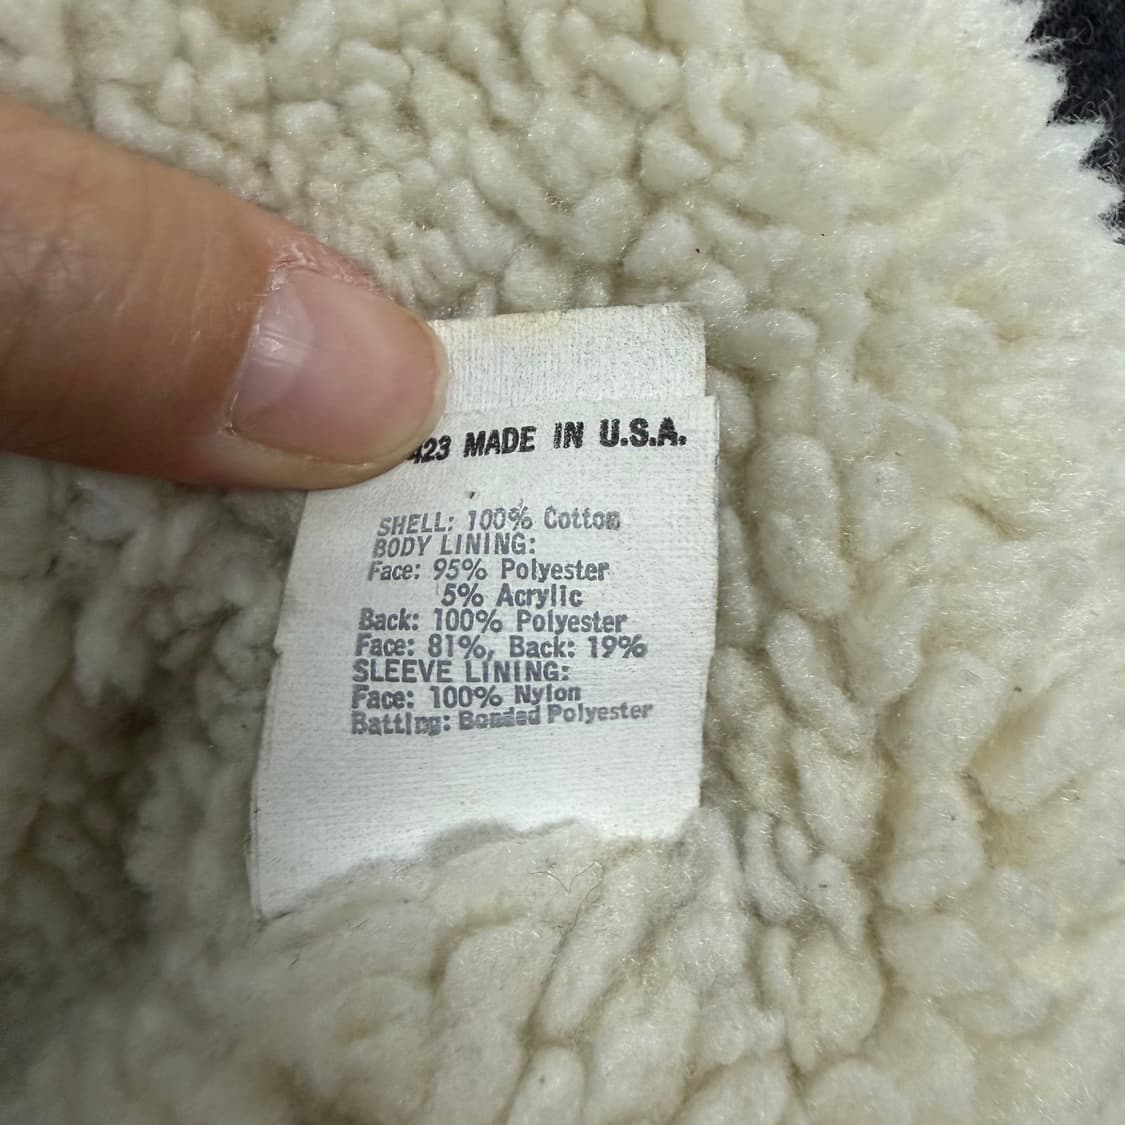 423 MADE IN U.S.A.
SHELL: 100% Cotton
BODY LINING:
Face: 95% Polyester
5% Acrylic
Back: 100% Polyester
Face: 81%, Back: 19%
SLEEVE LINING:
Face: 100% Nylon
Batting: Bonded Polyester